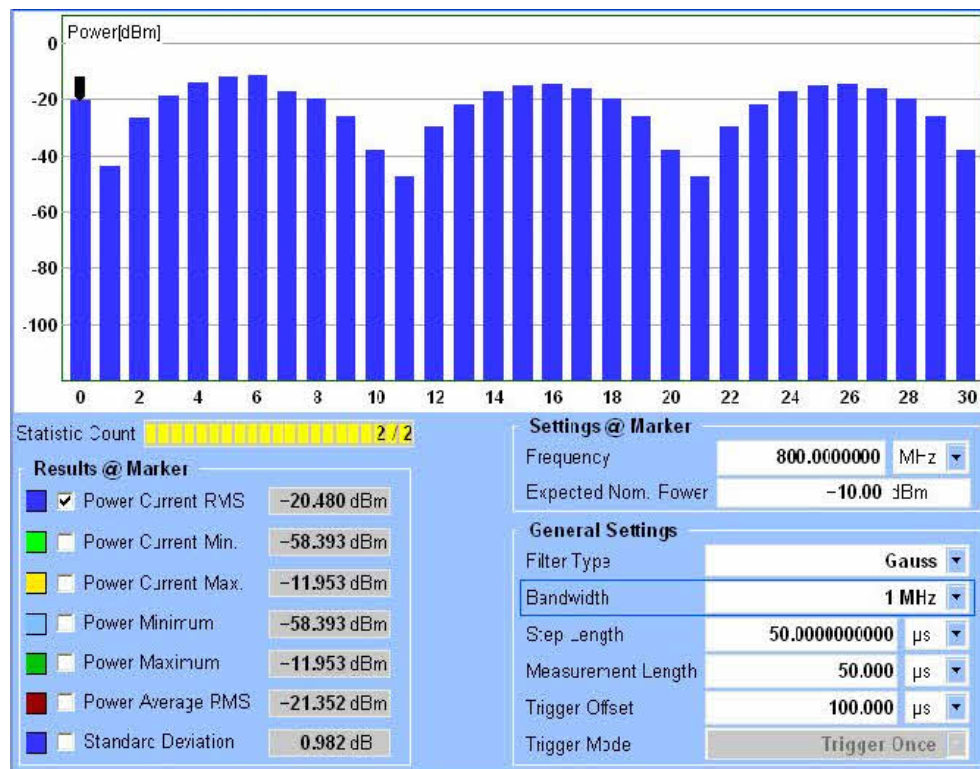 Power[dBm]
0
-20
-40
-60
-80
-100
0 2 4 6 8 10 12 14 16 18 20 22 24 26 28 30
Statistic Count 2 / 2
Results @ Marker
Power Current RMS −20.480 dBm
Power Current Min. −58.393 dBm
Power Current Max. −11.953 dBm
Power Minimum −58.393 dBm
Power Maximum −11.953 dBm
Power Average RMS −21.352 dBm
Standard Deviation 0.982 dB
Settings @ Marker
Frequency 800.0000000 MHz
Expected Nom. Power −10.00 dBm
General Settings
Filter Type Gauss
Bandwidth 1 MHz
Step Length 50.0000000000 µs
Measurement Length 50.000 µs
Trigger Offset 100.000 µs
Trigger Mode Trigger Once